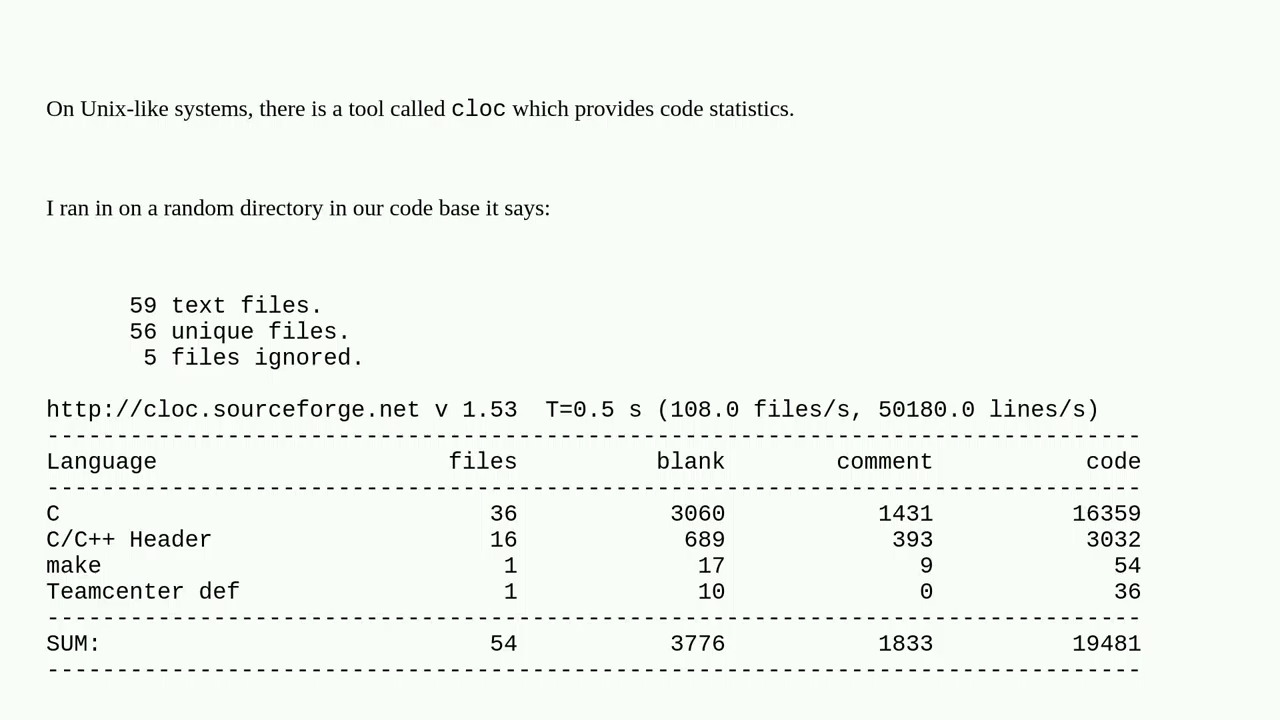 On Unix-like systems, there is a tool called cloc which provides code statistics.
I ran in on a random directory in our code base it says:
      59 text files.
      56 unique files.
       5 files ignored.
http://cloc.sourceforge.net v 1.53  T=0.5 s (108.0 files/s, 50180.0 lines/s)
-------------------------------------------------------------------------------
Language                     files          blank        comment           code
-------------------------------------------------------------------------------
C                               36           3060           1431          16359
C/C++ Header                    16            689            393           3032
make                             1             17              9             54
Teamcenter def                   1             10              0             36
-------------------------------------------------------------------------------
SUM:                            54           3776           1833          19481
-------------------------------------------------------------------------------